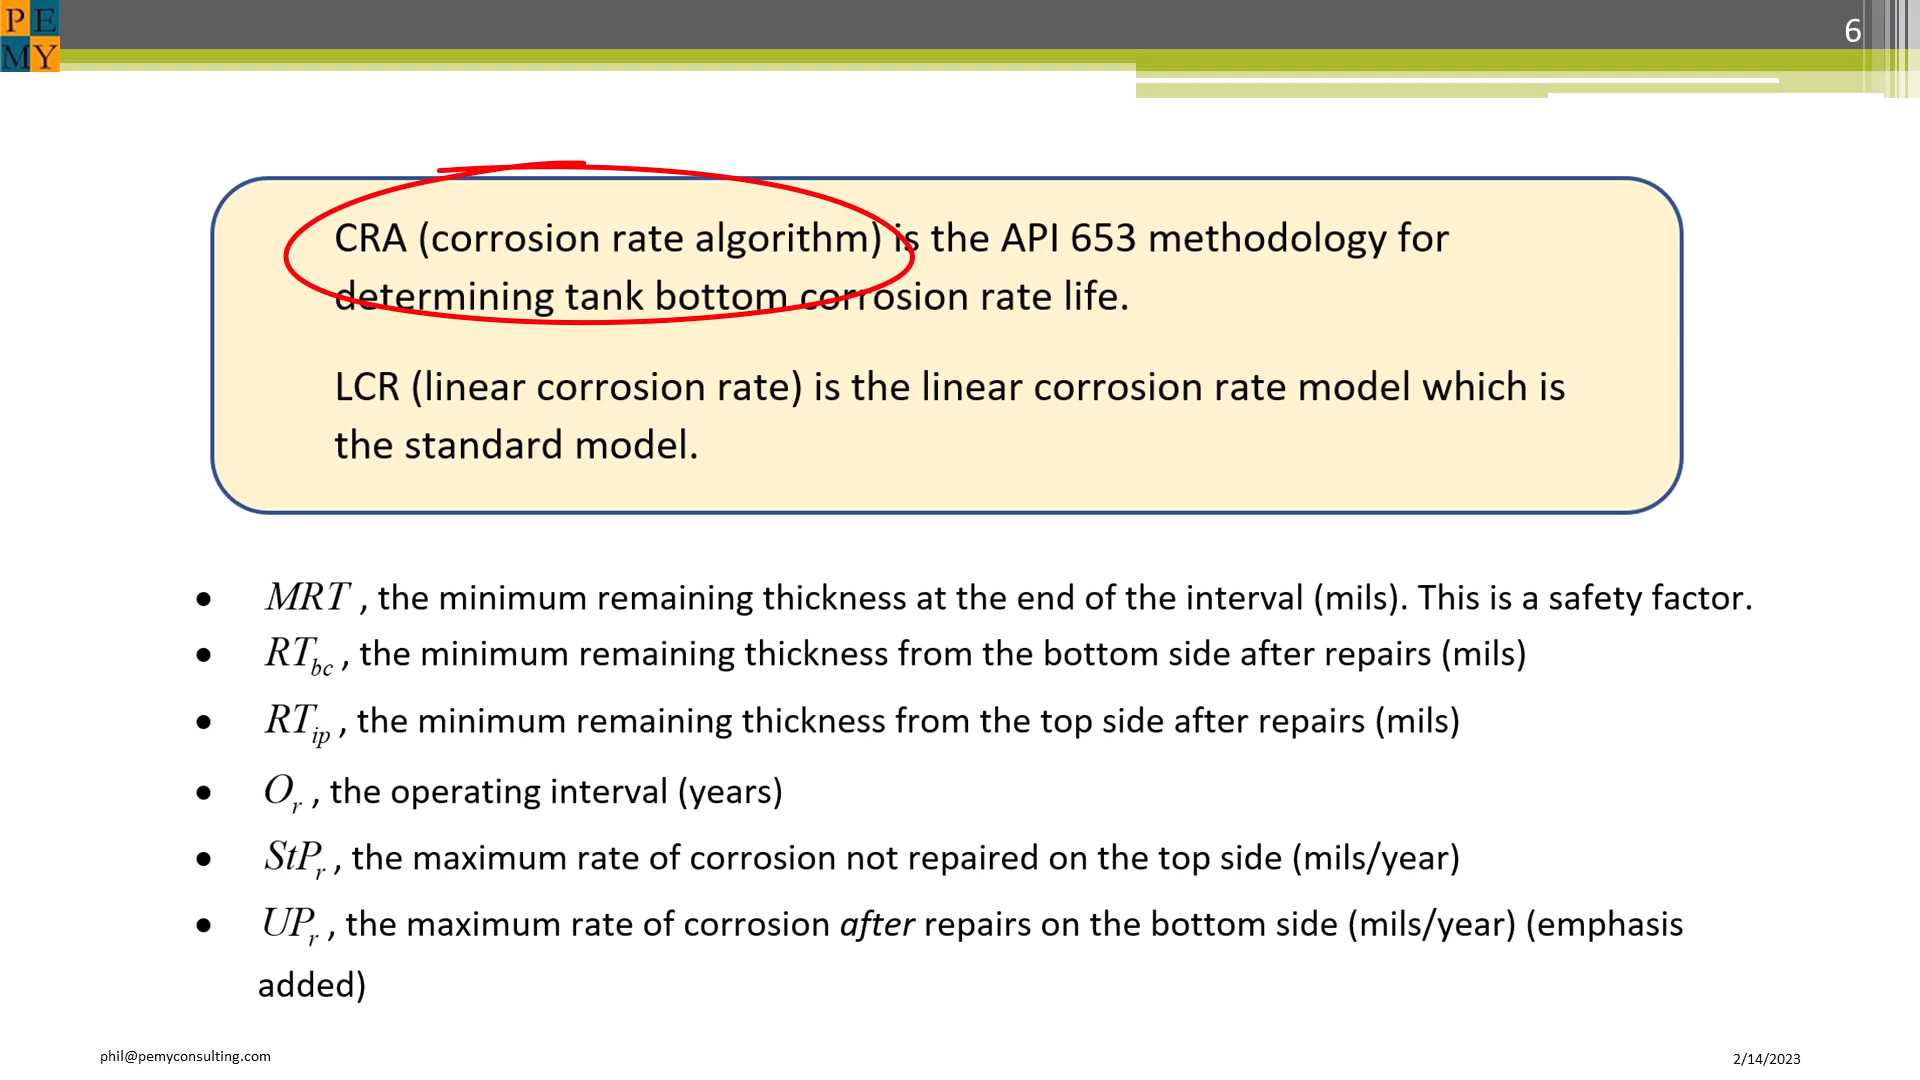 P E
M Y
6
CRA (corrosion rate algorithm) is the API 653 methodology for
determining tank bottom corrosion rate life.
LCR (linear corrosion rate) is the linear corrosion rate model which is
the standard model.
• MRT , the minimum remaining thickness at the end of the interval (mils). This is a safety factor.
• RT_bc , the minimum remaining thickness from the bottom side after repairs (mils)
• RT_ip , the minimum remaining thickness from the top side after repairs (mils)
• O_r , the operating interval (years)
• StP_r , the maximum rate of corrosion not repaired on the top side (mils/year)
• UP_r , the maximum rate of corrosion after repairs on the bottom side (mils/year) (emphasis
added)
phil@pemyconsulting.com
2/14/2023